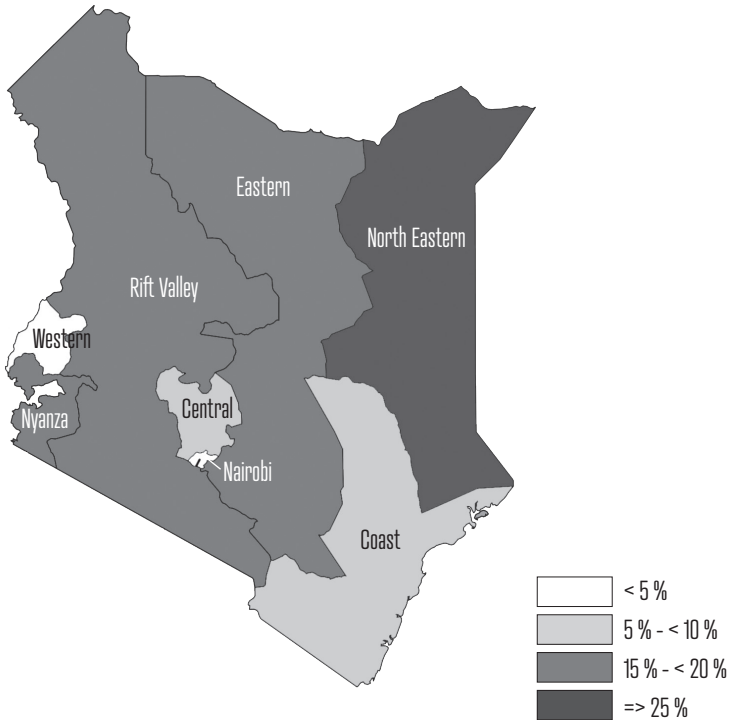 Eastern
North Eastern
Rift Valley
Western
Central
Nyanza
Nairobi
Coast
< 5 %
5 % - < 10 %
15 % - < 20 %
=> 25 %